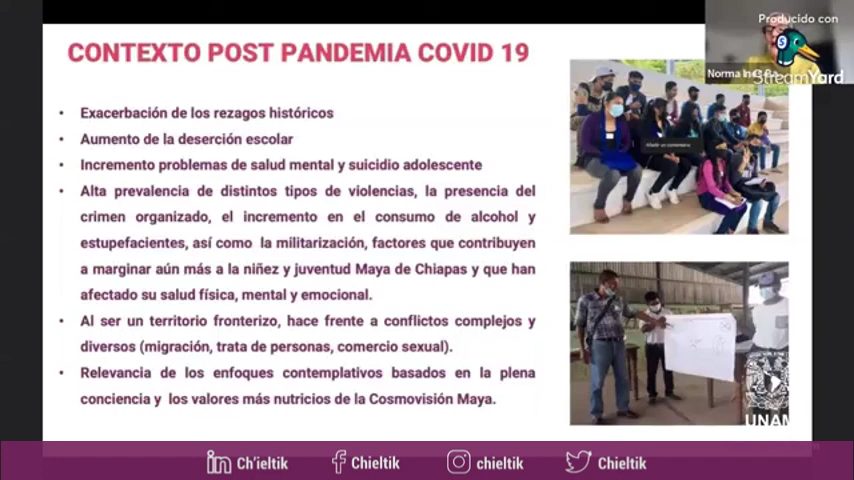 Producido con
CONTEXTO POST PANDEMIA COVID 19
StreamYard
• Exacerbación de los rezagos históricos
• Aumento de la deserción escolar
• Incremento problemas de salud mental y suicidio adolescente
• Alta prevalencia de distintos tipos de violencias, la presencia del
crimen organizado, el incremento en el consumo de alcohol y
estupefacientes, así como la militarización, factores que contribuyen
a marginar aún más a la niñez y juventud Maya de Chiapas y que han
afectado su salud física, mental y emocional.
• Al ser un territorio fronterizo, hace frente a conflictos complejos y
diversos (migración, trata de personas, comercio sexual).
• Relevancia de los enfoques contemplativos basados en la plena
conciencia y los valores más nutricios de la Cosmovisión Maya.
Norma
Añadir un comentario
UNAM
Ch'ieltik
Chieltik
chieltik
Chieltik